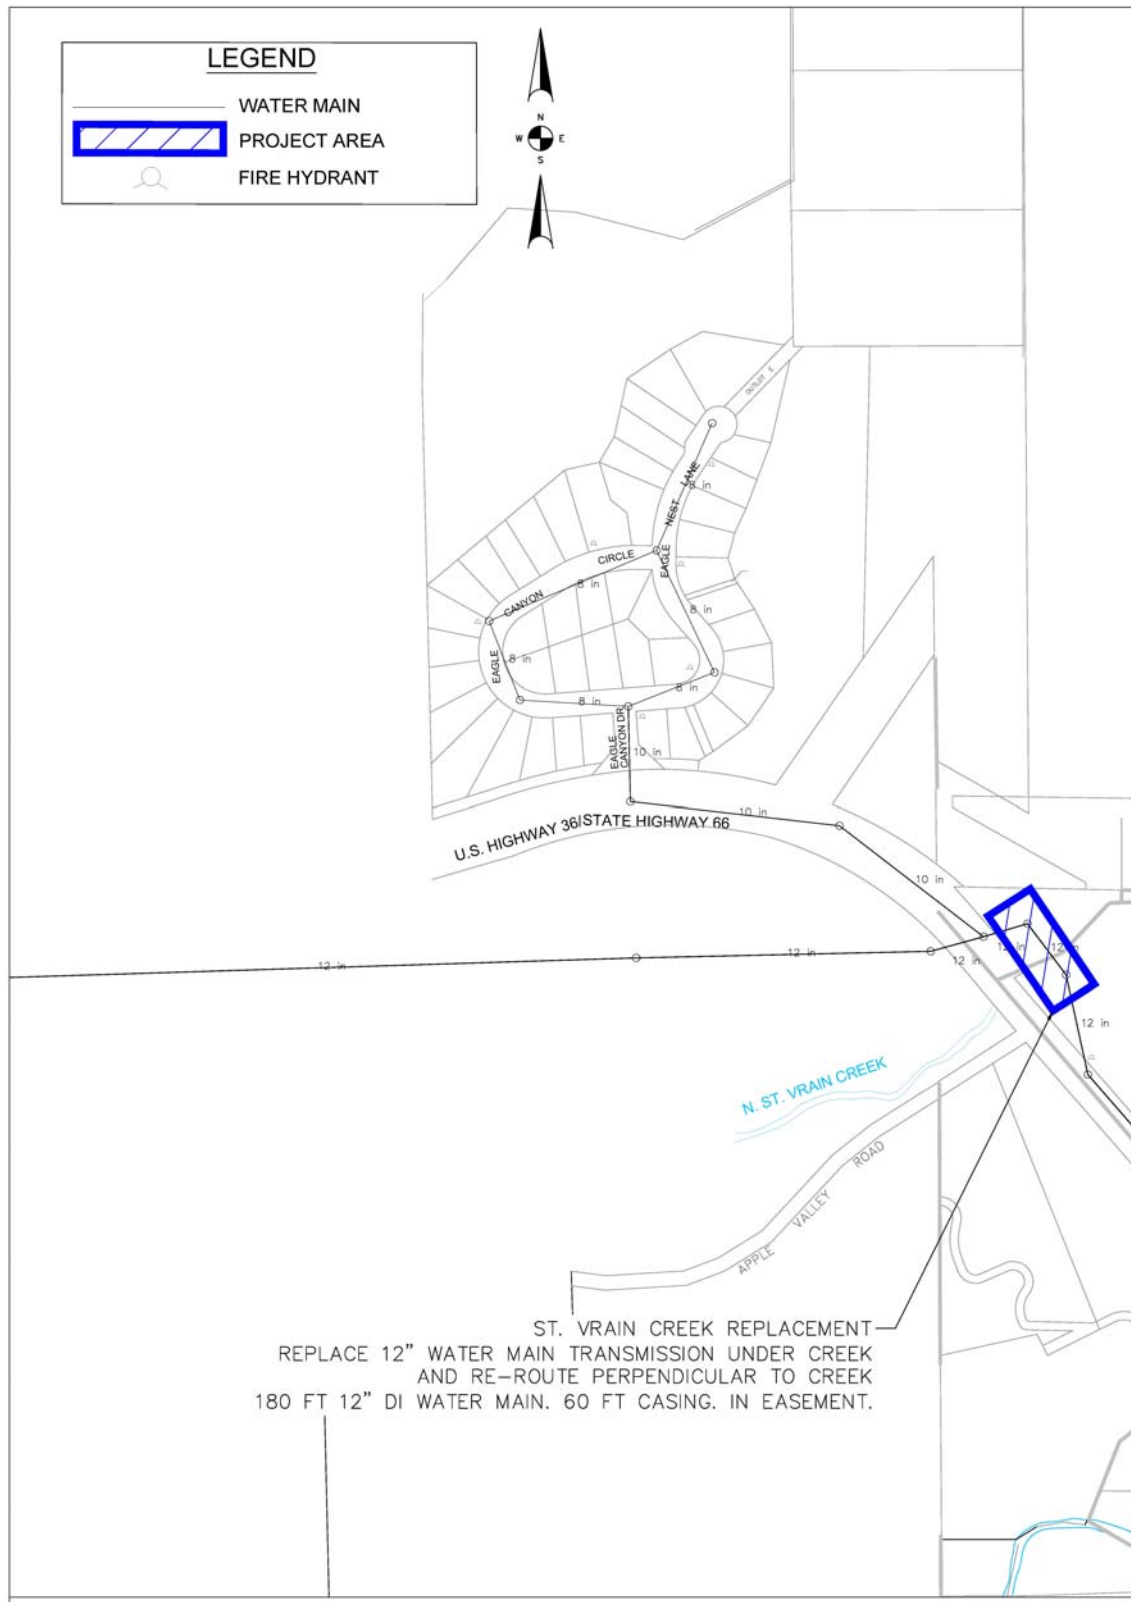 LEGEND
WATER MAIN
PROJECT AREA
FIRE HYDRANT
N
W E
S
OUTLOT E
LANE
8 in
NEST
EAGLE
CIRCLE
8 in
CANYON
8 in
EAGLE
8 in
8 in
8 in
EAGLE
CANYON DR
10 in
10 in
U.S. HIGHWAY 36/STATE HIGHWAY 66
10 in
12 in
12 in
12 in
12 in
12 in
12 in
N. ST. VRAIN CREEK
ROAD
VALLEY
APPLE
ST. VRAIN CREEK REPLACEMENT
REPLACE 12" WATER MAIN TRANSMISSION UNDER CREEK
AND RE-ROUTE PERPENDICULAR TO CREEK
180 FT 12" DI WATER MAIN. 60 FT CASING. IN EASEMENT.